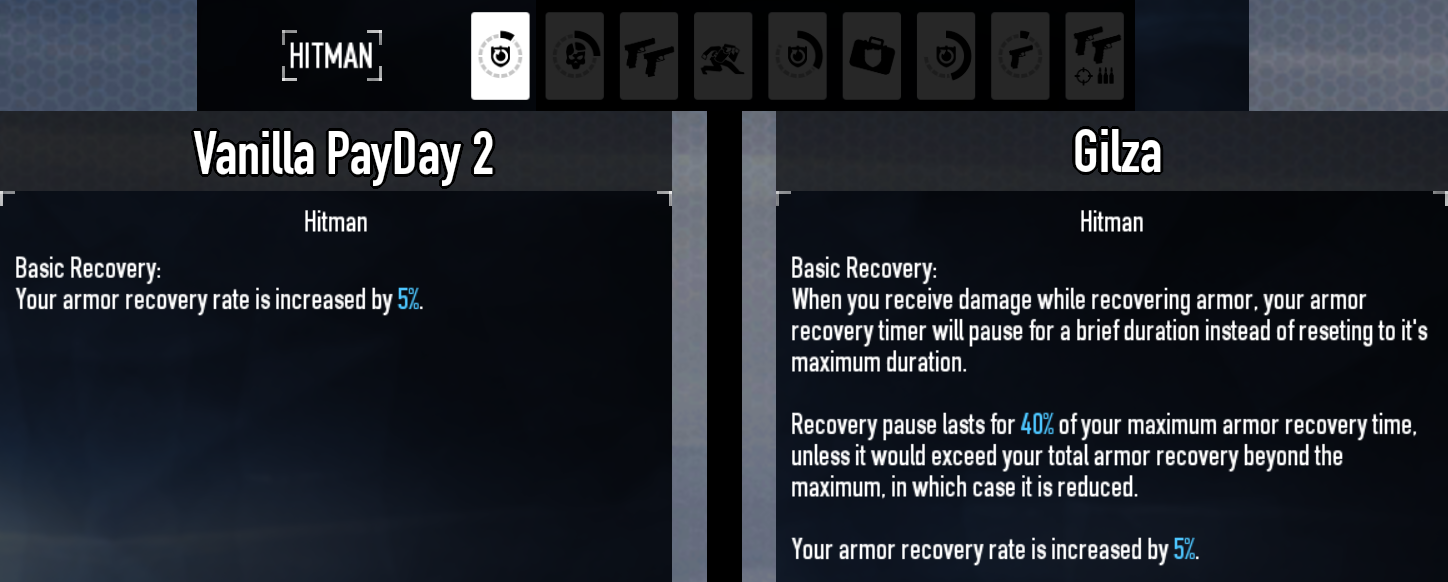 HITMAN
Vanilla PayDay 2
Hitman
Basic Recovery:
Your armor recovery rate is increased by 5%.
Gilza
Hitman
Basic Recovery:
When you receive damage while recovering armor, your armor
recovery timer will pause for a brief duration instead of reseting to it's
maximum duration.
Recovery pause lasts for 40% of your maximum armor recovery time,
unless it would exceed your total armor recovery beyond the
maximum, in which case it is reduced.
Your armor recovery rate is increased by 5%.